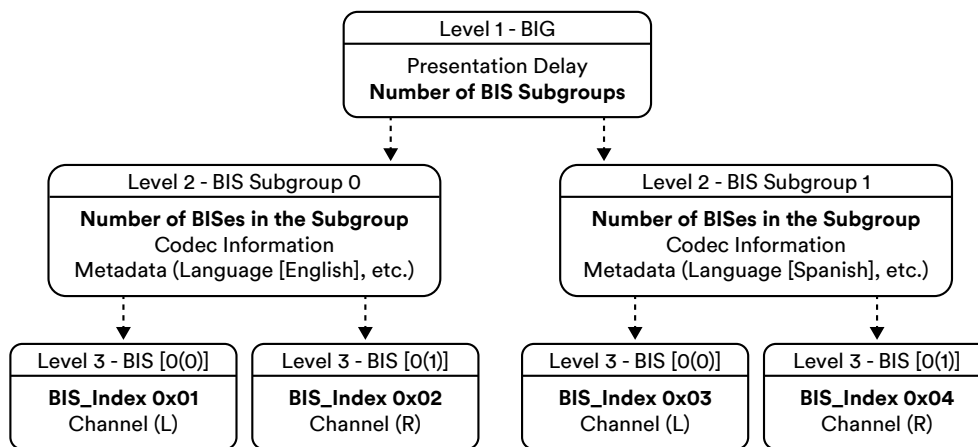 Level 1 - BIG
Presentation Delay
Number of BIS Subgroups
Level 2 - BIS Subgroup 0
Number of BISes in the Subgroup
Codec Information
Metadata (Language [English], etc.)
Level 2 - BIS Subgroup 1
Number of BISes in the Subgroup
Codec Information
Metadata (Language [Spanish], etc.)
Level 3 - BIS [0(0)]
BIS_Index 0x01
Channel (L)
Level 3 - BIS [0(1)]
BIS_Index 0x02
Channel (R)
Level 3 - BIS [0(0)]
BIS_Index 0x03
Channel (L)
Level 3 - BIS [0(1)]
BIS_Index 0x04
Channel (R)